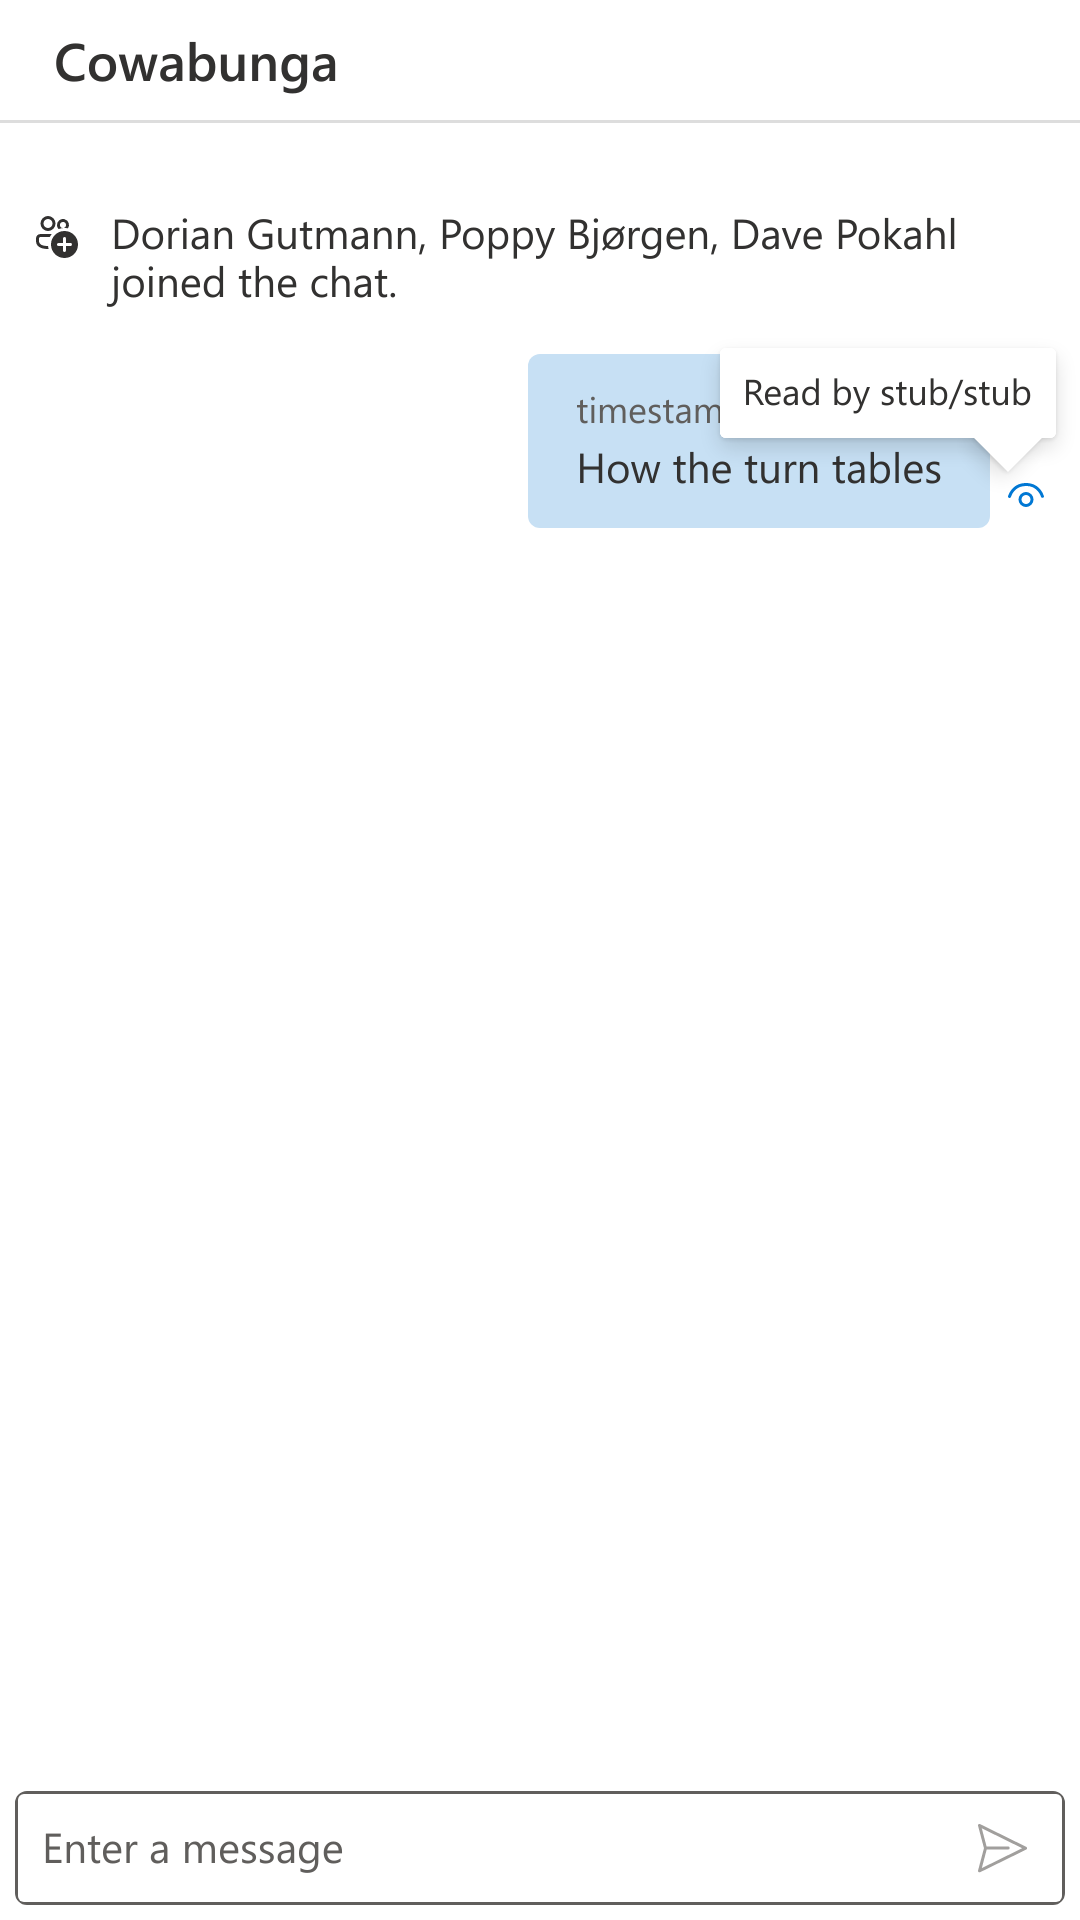 Cowabunga
Dorian Gutmann, Poppy Bjørgen, Dave Pokahl
joined the chat.
Read by stub/stub
How the turn tables
Enter a message